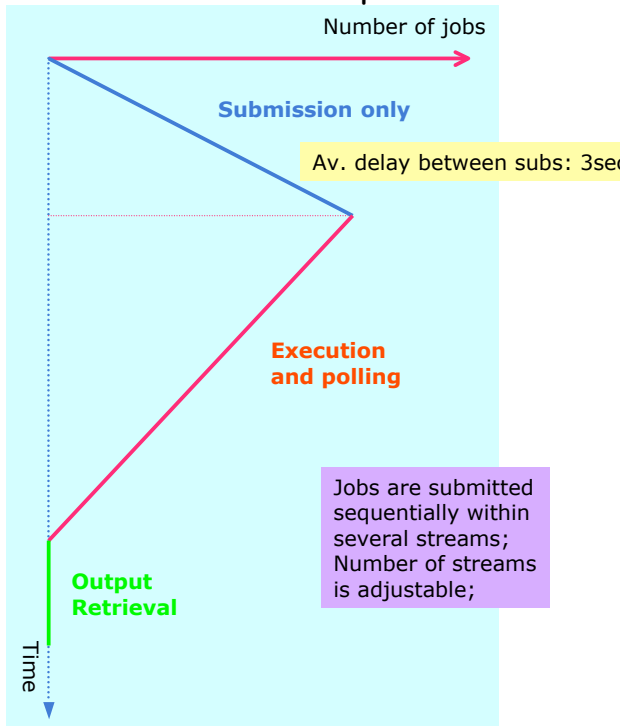 Number of jobs
Submission only
Av. delay between subs: 3sec
Execution
and polling
Jobs are submitted
sequentially within
several streams;
Number of streams
is adjustable;
Output
Retrieval
Time